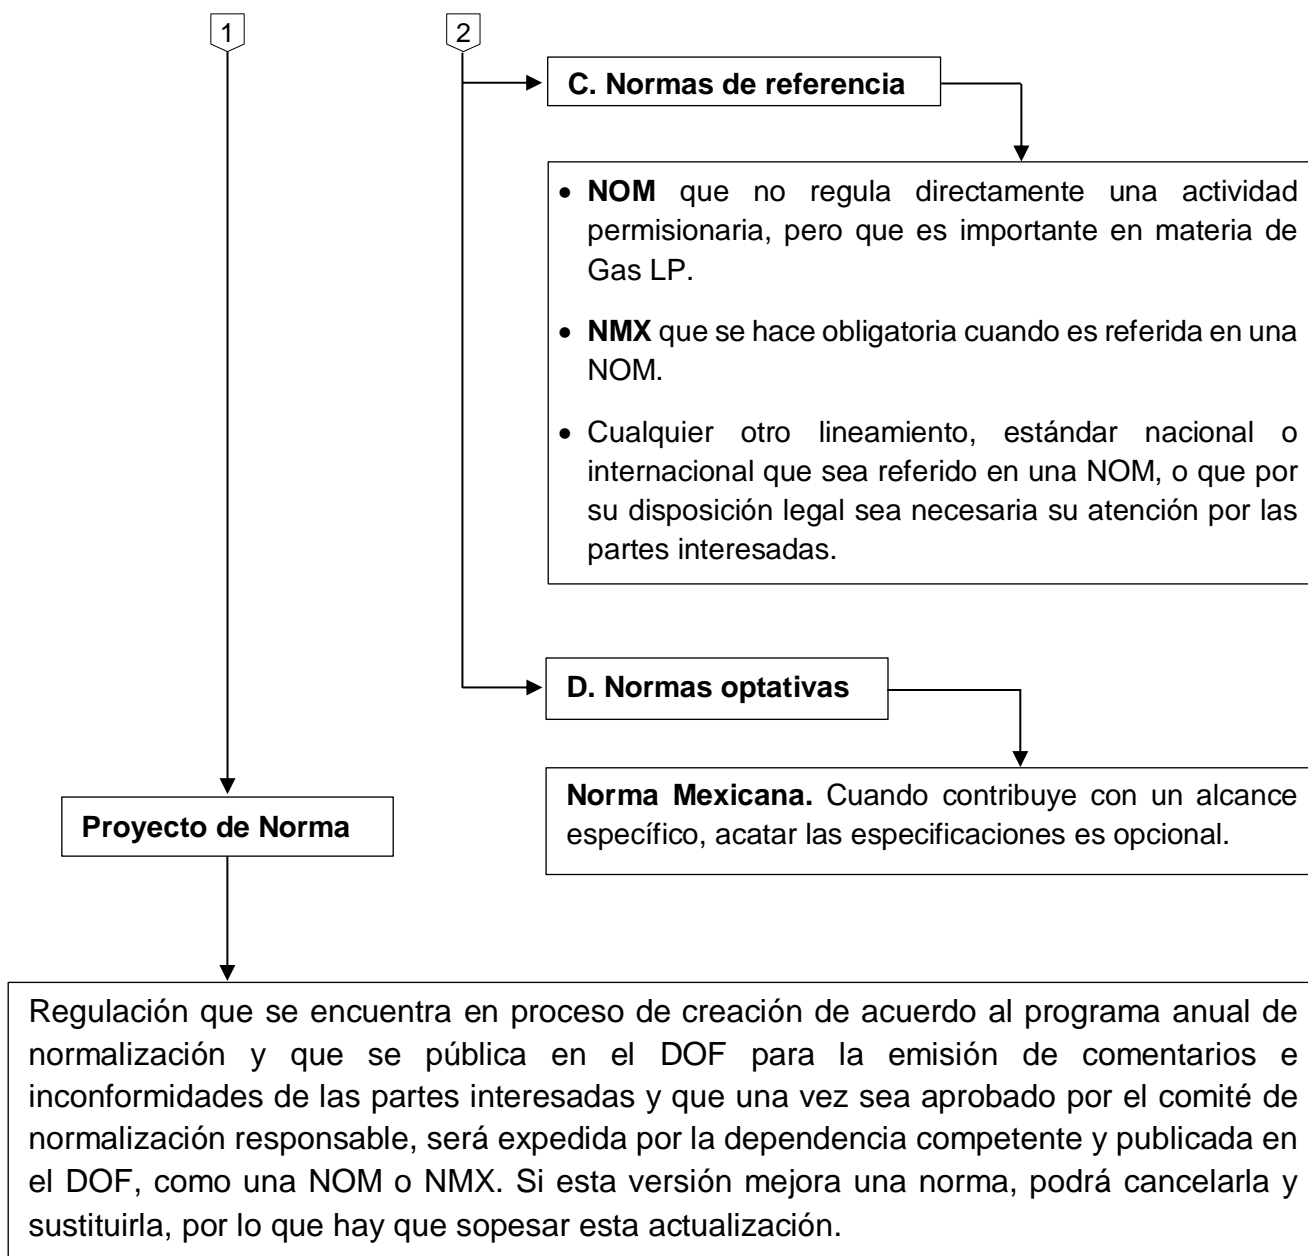 1
2
C. Normas de referencia
• NOM que no regula directamente una actividad
permisionaria, pero que es importante en materia de
Gas LP.
• NMX que se hace obligatoria cuando es referida en una
NOM.
• Cualquier otro lineamiento, estándar nacional o
internacional que sea referido en una NOM, o que por
su disposición legal sea necesaria su atención por las
partes interesadas.
D. Normas optativas
Norma Mexicana. Cuando contribuye con un alcance
específico, acatar las especificaciones es opcional.
Proyecto de Norma
Regulación que se encuentra en proceso de creación de acuerdo al programa anual de
normalización y que se pública en el DOF para la emisión de comentarios e
inconformidades de las partes interesadas y que una vez sea aprobado por el comité de
normalización responsable, será expedida por la dependencia competente y publicada en
el DOF, como una NOM o NMX. Si esta versión mejora una norma, podrá cancelarla y
sustituirla, por lo que hay que sopesar esta actualización.